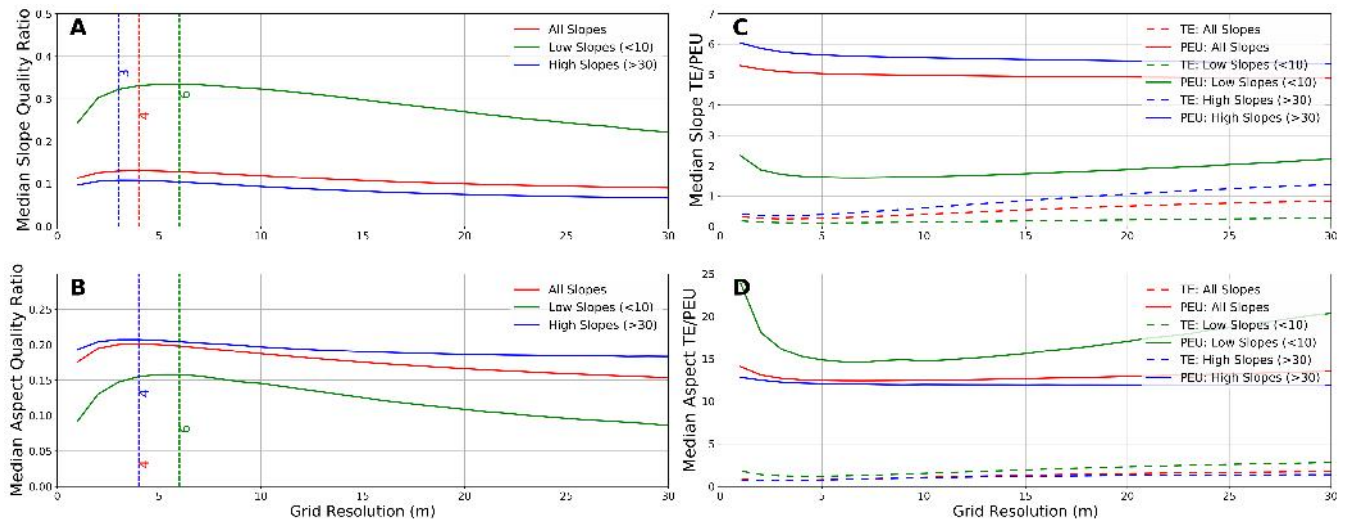 A
Median Slope Quality Ratio
0.5
0.4
0.3
0.2
0.1
0.0
0
5
10
15
20
25
30
3
4
6
All Slopes
Low Slopes (<10)
High Slopes (>30)
C
Median Slope TE/PEU
7
6
5
4
3
2
1
0
0
5
10
15
20
25
30
TE: All Slopes
PEU: All Slopes
TE: Low Slopes (<10)
PEU: Low Slopes (<10)
TE: High Slopes (>30)
PEU: High Slopes (>30)
B
Median Aspect Quality Ratio
0.25
0.20
0.15
0.10
0.05
0.00
0
5
10
15
20
25
30
4
4
6
All Slopes
Low Slopes (<10)
High Slopes (>30)
Grid Resolution (m)
D
Median Aspect TE/PEU
25
20
15
10
5
0
0
5
10
15
20
25
30
TE: All Slopes
PEU: All Slopes
TE: Low Slopes (<10)
PEU: Low Slopes (<10)
TE: High Slopes (>30)
PEU: High Slopes (>30)
Grid Resolution (m)